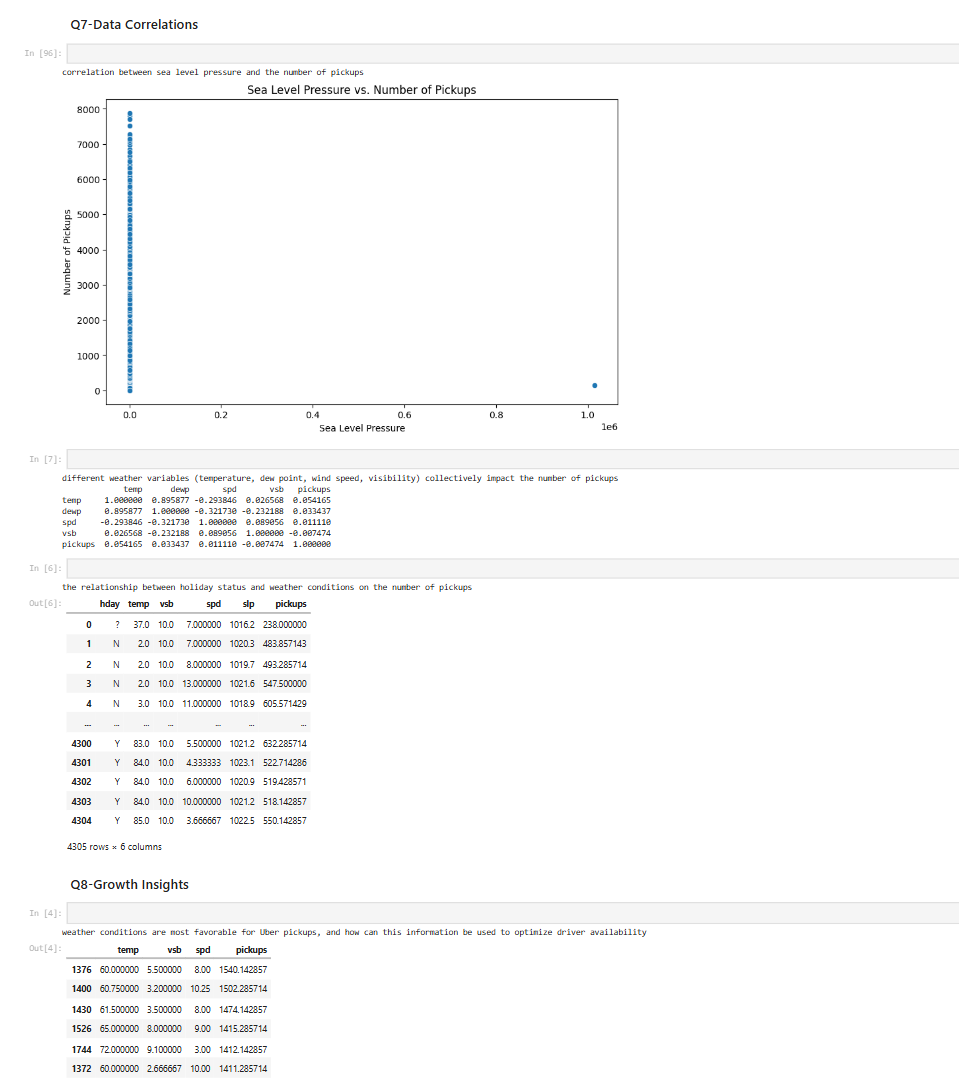 Q7-Data Correlations
In [96]:
correlation between sea level pressure and the number of pickups
Sea Level Pressure vs. Number of Pickups
8000
7000
6000
5000
4000
3000
2000
1000
0
Number of Pickups
0.0 0.2 0.4 0.6 0.8 1.0
1e6
Sea Level Pressure
In [7]:
different weather variables (temperature, dew point, wind speed, visibility) collectively impact the number of pickups
temp dewp spd vsb pickups
temp 1.000000 0.895877 -0.293846 0.026568 0.054165
dewp 0.895877 1.000000 -0.321730 -0.232188 0.033437
spd -0.293846 -0.321730 1.000000 0.089056 0.011110
vsb 0.026568 -0.232188 0.089056 1.000000 -0.007474
pickups 0.054165 0.033437 0.011110 -0.007474 1.000000
In [6]:
the relationship between holiday status and weather conditions on the number of pickups
Out[6]:
hday temp vsb spd slp pickups
0 ? 37.0 10.0 7.000000 1016.2 238.000000
1 N 2.0 10.0 7.000000 1020.3 483.857143
2 N 2.0 10.0 8.000000 1019.7 493.285714
3 N 2.0 10.0 13.000000 1021.6 547.500000
4 N 3.0 10.0 11.000000 1018.9 605.571429
... ... ... ... ... ... ...
4300 Y 83.0 10.0 5.500000 1021.2 632.285714
4301 Y 84.0 10.0 4.333333 1023.1 522.714286
4302 Y 84.0 10.0 6.000000 1020.9 519.428571
4303 Y 84.0 10.0 10.000000 1021.2 518.142857
4304 Y 85.0 10.0 3.666667 1022.5 550.142857
4305 rows × 6 columns
Q8-Growth Insights
In [4]:
weather conditions are most favorable for Uber pickups, and how can this information be used to optimize driver availability
Out[4]:
temp vsb spd pickups
1376 60.000000 5.500000 8.00 1540.142857
1400 60.750000 3.200000 10.25 1502.285714
1430 61.500000 3.500000 8.00 1474.142857
1526 65.000000 8.000000 9.00 1415.285714
1744 72.000000 9.100000 3.00 1412.142857
1372 60.000000 2.666667 10.00 1411.285714